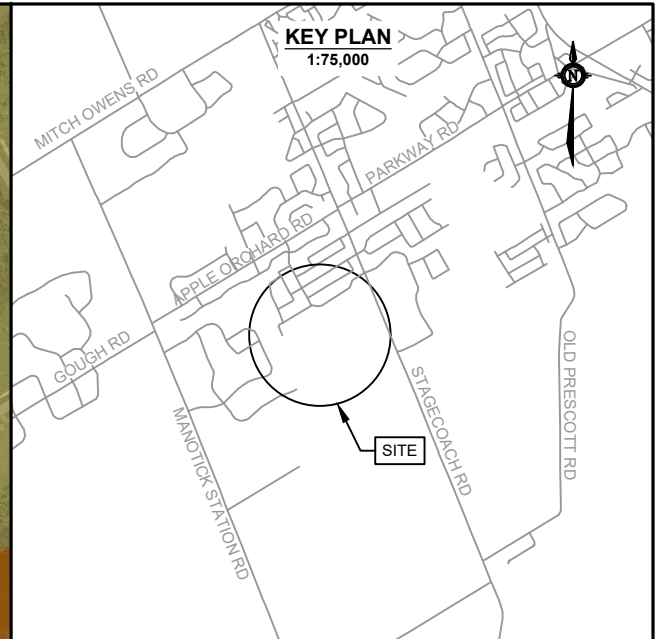 KEY PLAN
1:75,000
N
MITCH OWENS RD
PARKWAY RD
APPLE ORCHARD RD
GOUGH RD
OLD PRESCOTT RD
STAGECOACH RD
MANOTICK STATION RD
SITE